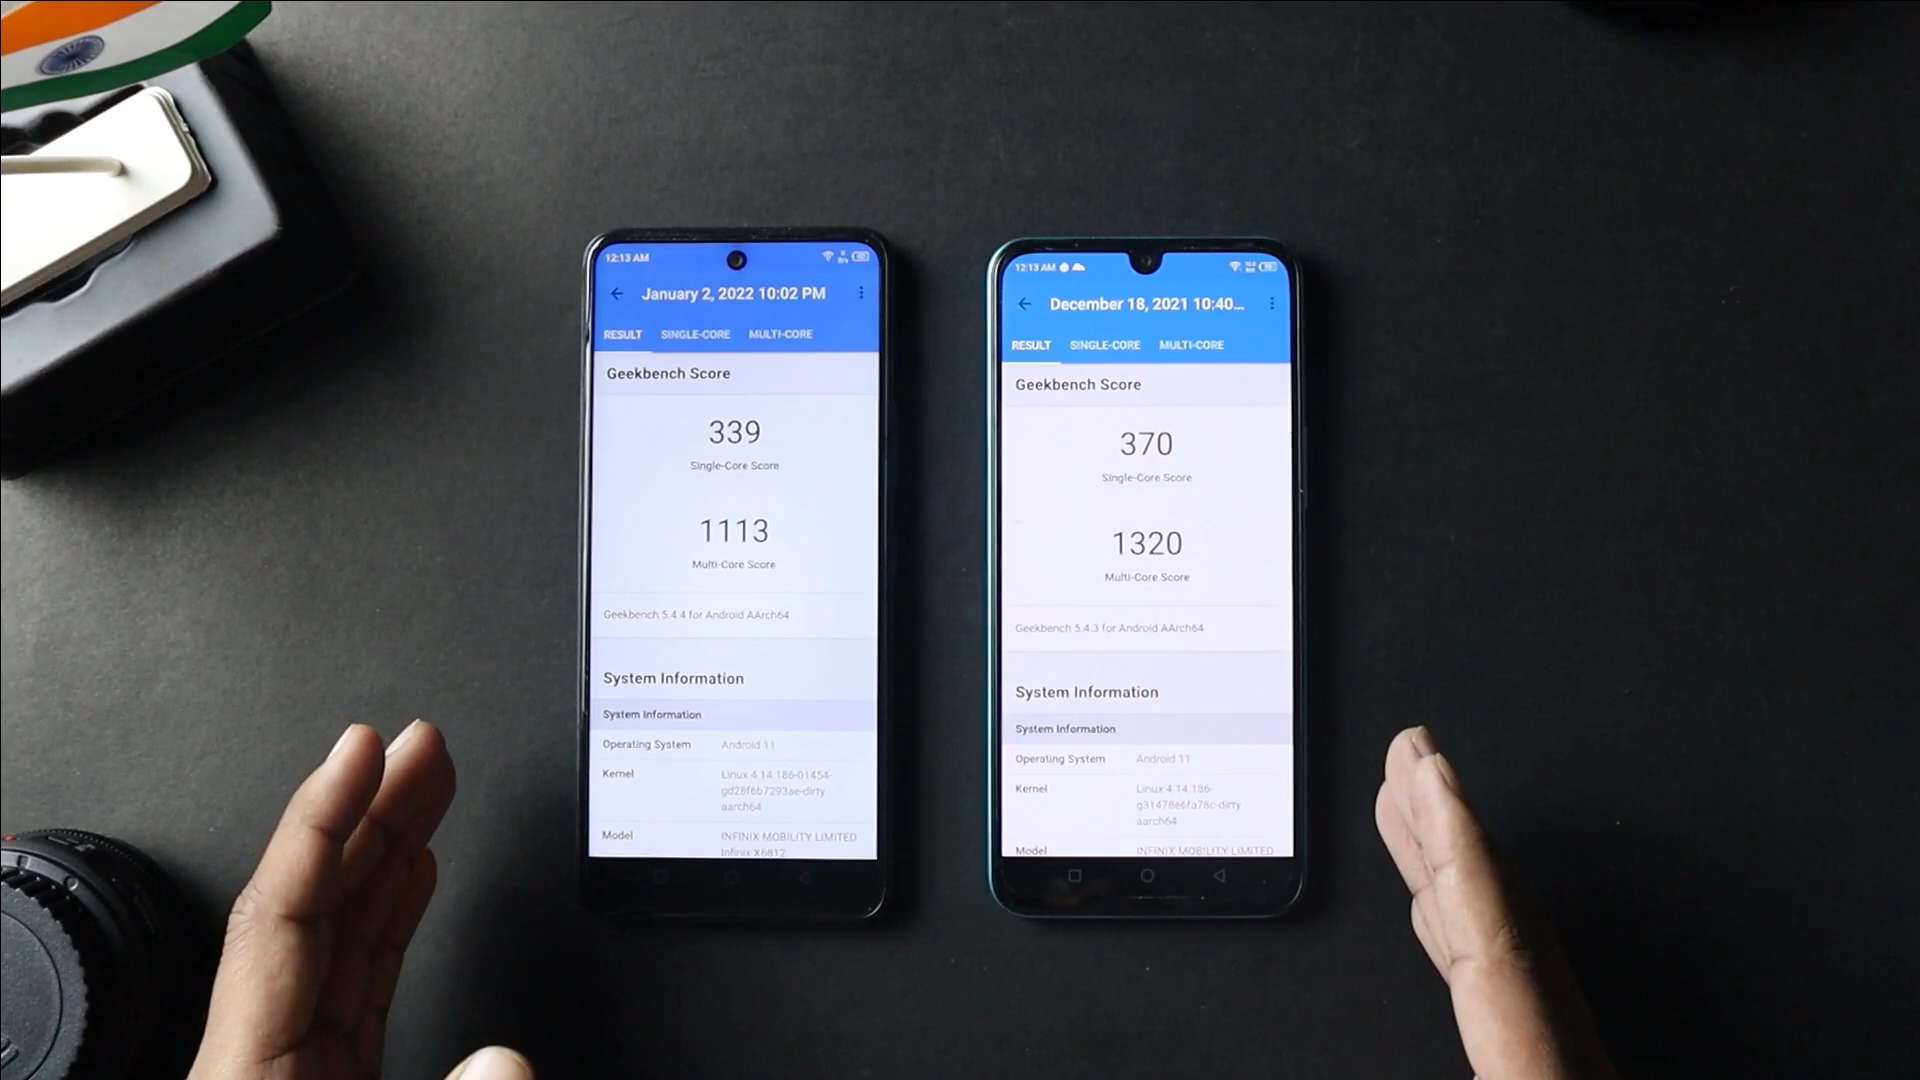 12:13 AM
January 2, 2022 10:02 PM
RESULT SINGLE-CORE MULTI-CORE
Geekbench Score
339
Single-Core Score
1113
Multi-Core Score
Geekbench 5.4.4 for Android AArch64
System Information
System Information
Operating System Android 11
Kernel Linux 4.14.186-01454-
gd28f6b7293ae-dirty
aarch64
Model INFINIX MOBILITY LIMITED
Infinix X6812
12:13 AM
December 18, 2021 10:40...
RESULT SINGLE-CORE MULTI-CORE
Geekbench Score
370
Single-Core Score
1320
Multi-Core Score
Geekbench 5.4.3 for Android AArch64
System Information
System Information
Operating System Android 11
Kernel Linux 4.14.186-
g31478e6fa78c-dirty
aarch64
Model INFINIX MOBILITY LIMITED